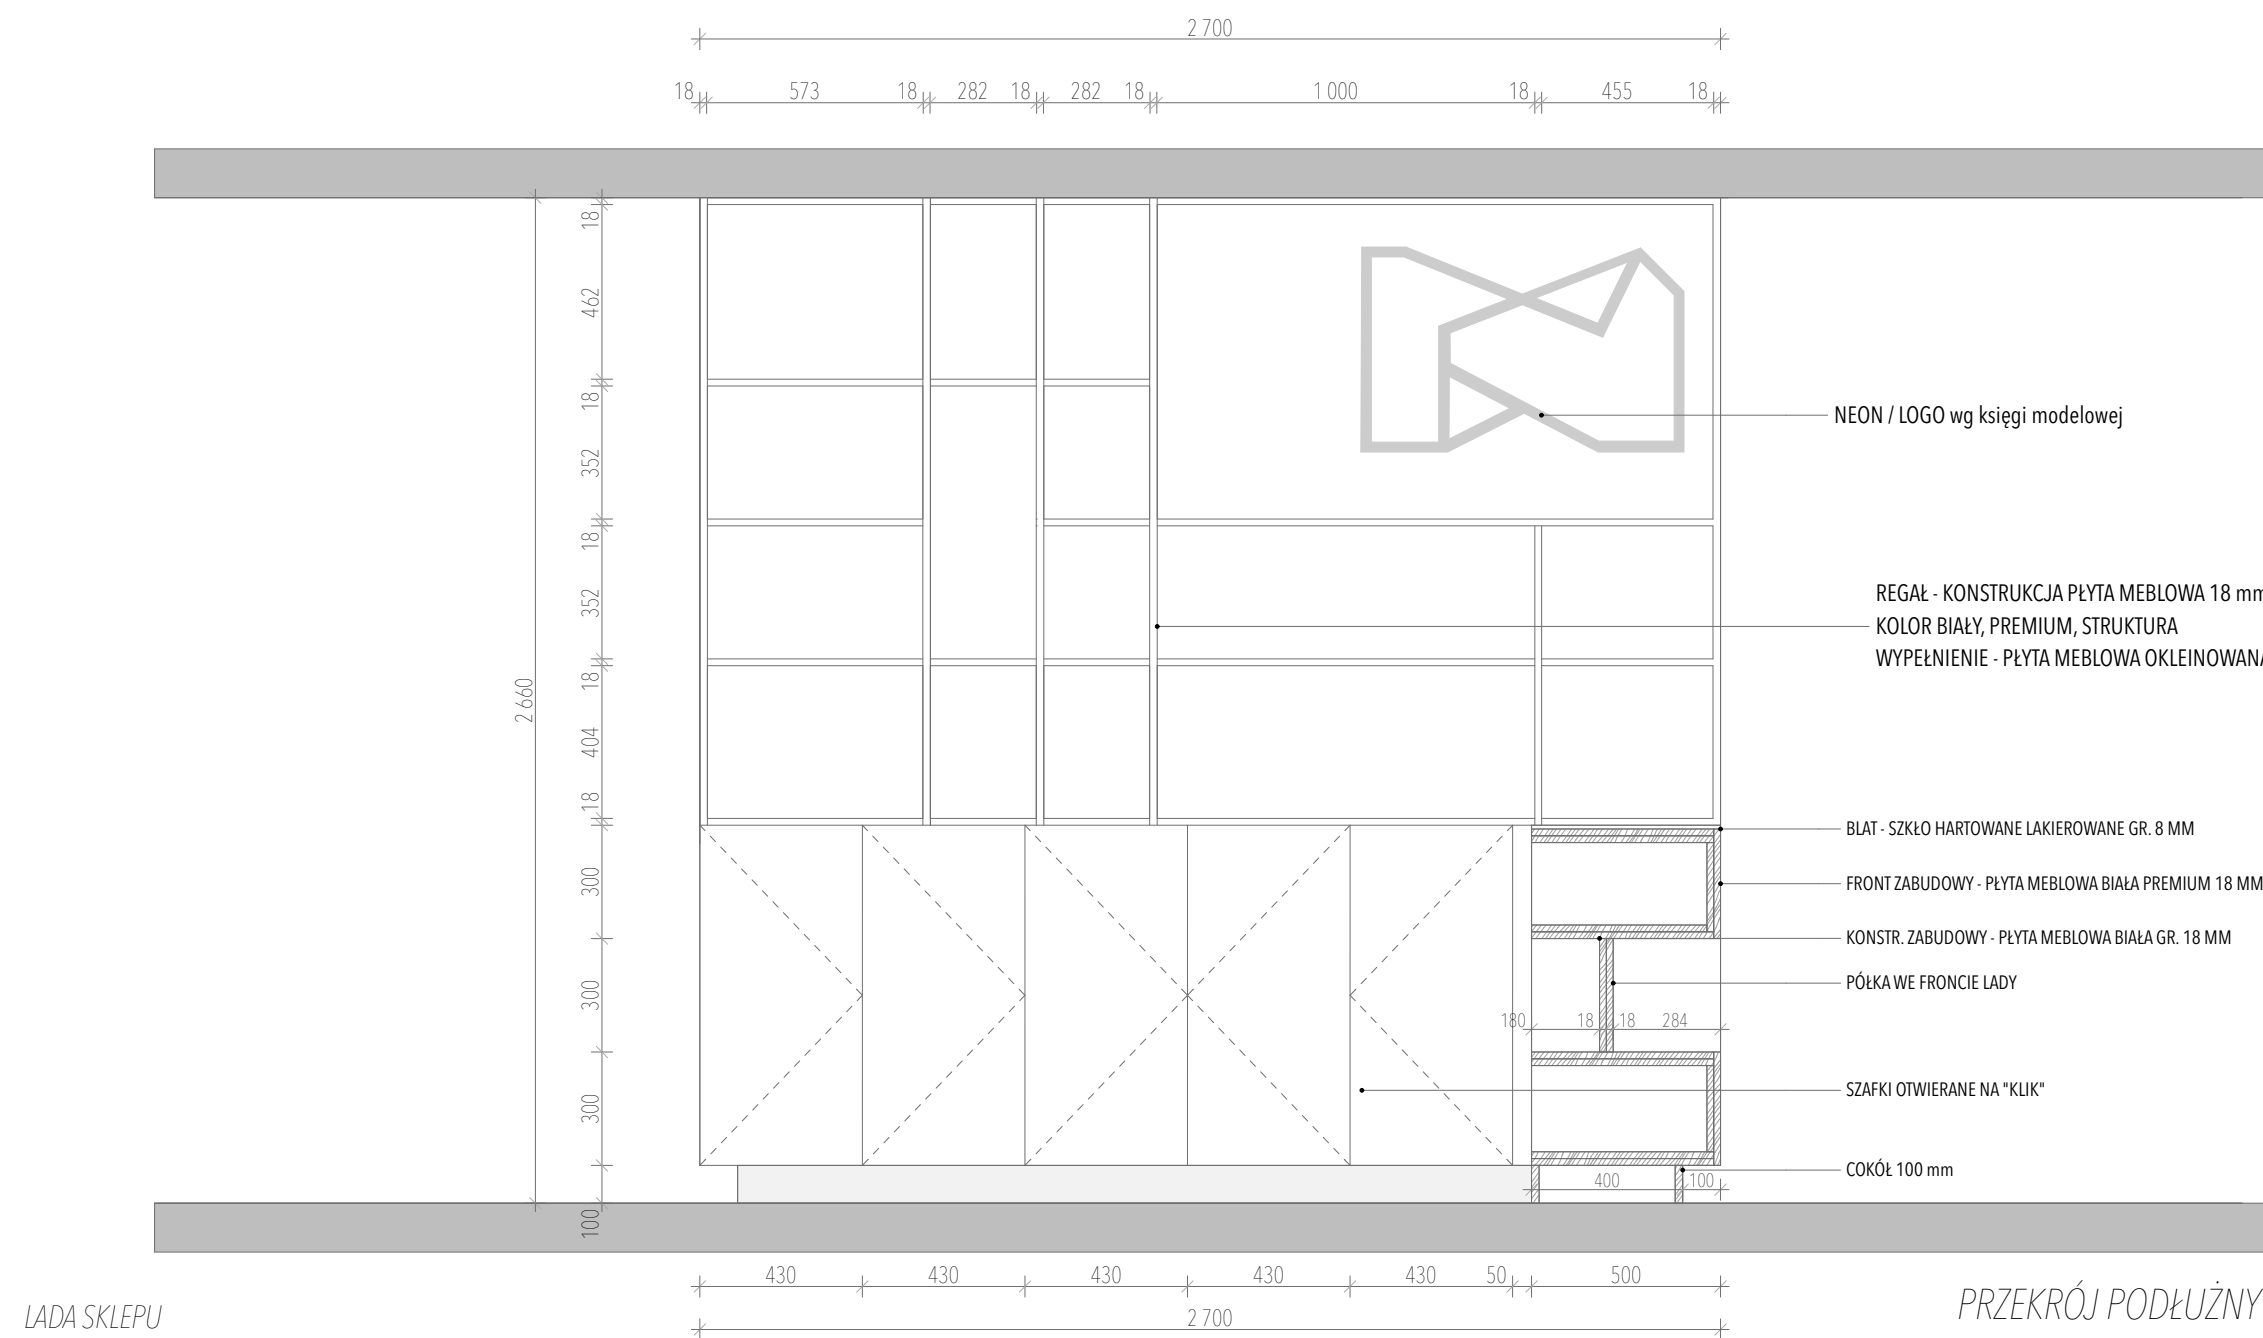 2 700
18 573 18 282 18 282 18 1 000 18 455 18
18
462
18
352
18
352
18
404
18
300
300
300
100
2 660
NEON / LOGO wg księgi modelowej
REGAŁ - KONSTRUKCJA PŁYTA MEBLOWA 18 mm
KOLOR BIAŁY, PREMIUM, STRUKTURA
WYPEŁNIENIE - PŁYTA MEBLOWA OKLEINOWANA
BLAT - SZKŁO HARTOWANE LAKIEROWANE GR. 8 MM
FRONT ZABUDOWY - PŁYTA MEBLOWA BIAŁA PREMIUM 18 MM
KONSTR. ZABUDOWY - PŁYTA MEBLOWA BIAŁA GR. 18 MM
PÓŁKA WE FRONCIE LADY
180 18 18 284
SZAFKI OTWIERANE NA "KLIK"
COKÓŁ 100 mm
400 100
430 430 430 430 430 50 500
2 700
LADA SKLEPU
PRZEKRÓJ PODŁUŻNY